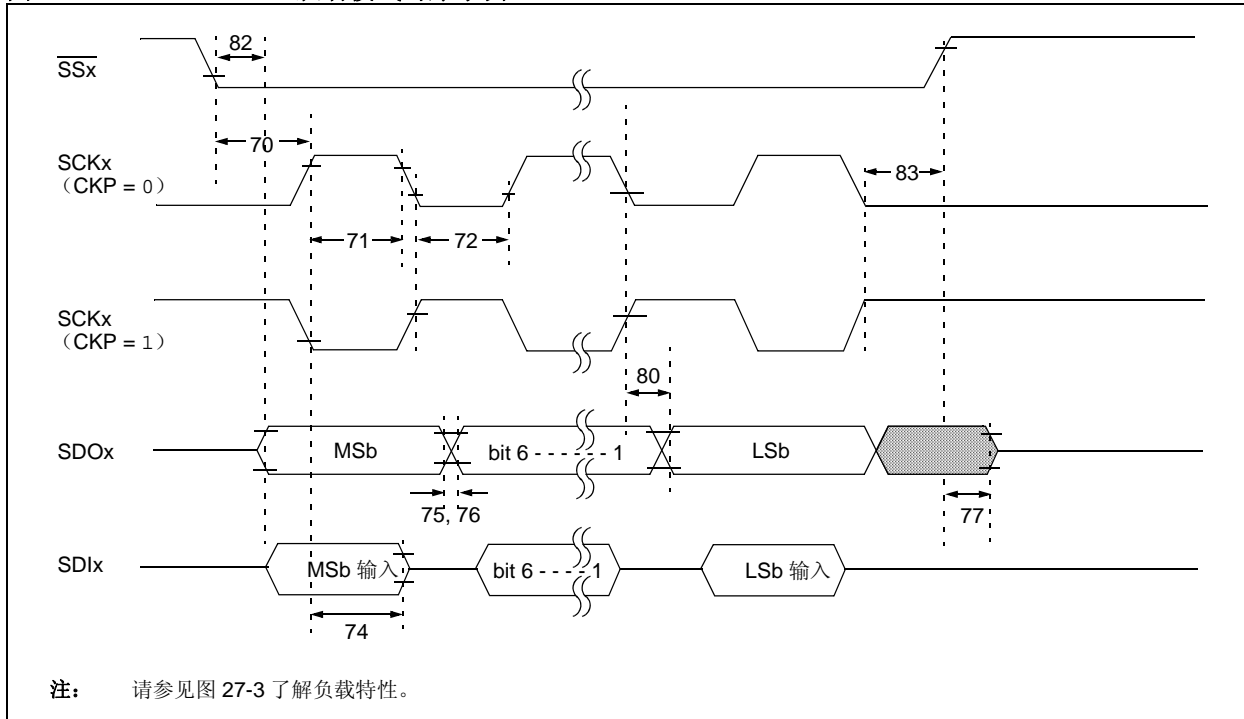 82
SSx
70
SCKx
（CKP = 0）
83
71
72
SCKx
（CKP = 1）
80
SDOx
MSb
bit 6 - - - - - - 1
LSb
75, 76
77
SDIx
MSb 输入
bit 6 - - - - 1
LSb 输入
74
注： 请参见图 27-3 了解负载特性。